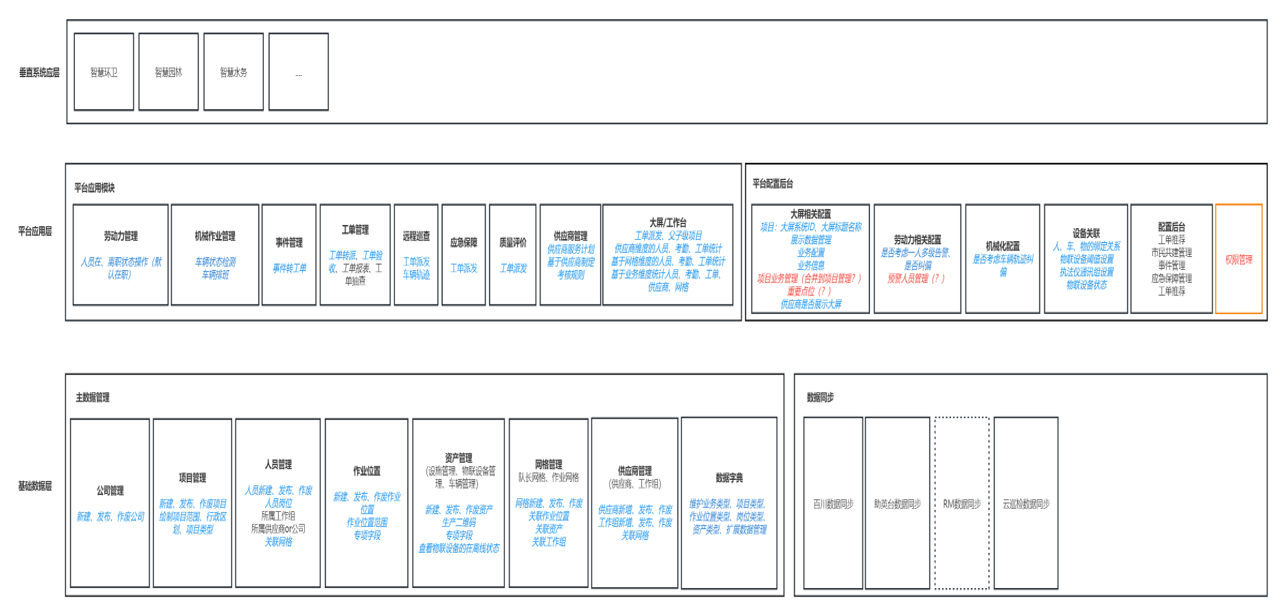 垂直系统应层
智慧环卫
智慧园林
智慧水务
....
平台应用层
平台应用模块
劳动力管理
人员在、离职状态操作（默
认在职）
机械作业管理
车辆状态检测
车辆排班
事件管理
事件转工单
工单管理
工单转派、工单验
收、工单报表、工
单抽查
远程巡查
工单派发
车辆轨迹
应急保障
工单派发
质量评价
工单派发
供应商管理
供应商服务计划
基于供应商制定
考核规则
大屏/工作台
工单派发、父子级项目
供应商维度的人员、考勤、工单统计
基于网格维度的人员、考勤、工单统计
基于业务维度统计人员、考勤、工单、
供应商、网格
平台配置后台
大屏相关配置
项目：大屏系统ID、大屏标题名称
展示数据管理
业务配置
业务信息
项目业务管理（合并到项目管理？）
重要点位（？）
供应商是否展示大屏
劳动力相关配置
是否考虑一人多级告警、
是否纠偏
预警人员管理（？）
机械化配置
是否考虑车辆轨迹纠
偏
设备关联
人、车、物的绑定关系
物联设备阈值设置
执法仪通讯组设置
物联设备状态
配置后台
工单推荐
市民共建管理
事件管理
应急保障管理
工单推荐
权限管理
基础数据层
主数据管理
公司管理
新建、发布、作废公司
项目管理
新建、发布、作废项目
绘制项目范围、行政区
划、项目类型
人员管理
人员新建、发布、作废
人员岗位
所属工作组
所属供应商or公司
关联网格
作业位置
新建、发布、作废作业
位置
作业位置范围
专项字段
资产管理
(设施管理、物联设备管
理、车辆管理)
新建、发布、作废资产
生产二维码
专项字段
查看物联设备的在离线状态
网格管理
队长网格、作业网格
网格新建、发布、作废
关联作业位置
关联资产
关联工作组
供应商管理
(供应商、工作组)
供应商新增、发布、作废
工作组新增、发布、作废
关联网格
数据字典
维护业务类型、项目类型、
作业位置类型、岗位类型、
资产类型、扩展数据管理
数据同步
百川数据同步
助英台数据同步
RM数据同步
云巡检数据同步